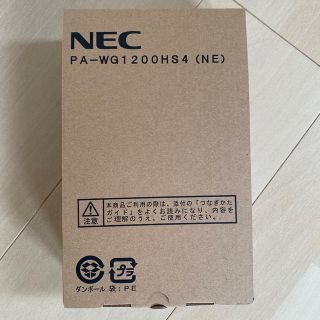 NEC
PA-WG1200HS4(NE)
注意
本商品ご利用の際は、添付の「つなぎかた
ガイド」をよくお読みになり、内容をご
理解のうえ、ご使用ください。
プラ
ダンボール 袋：PE